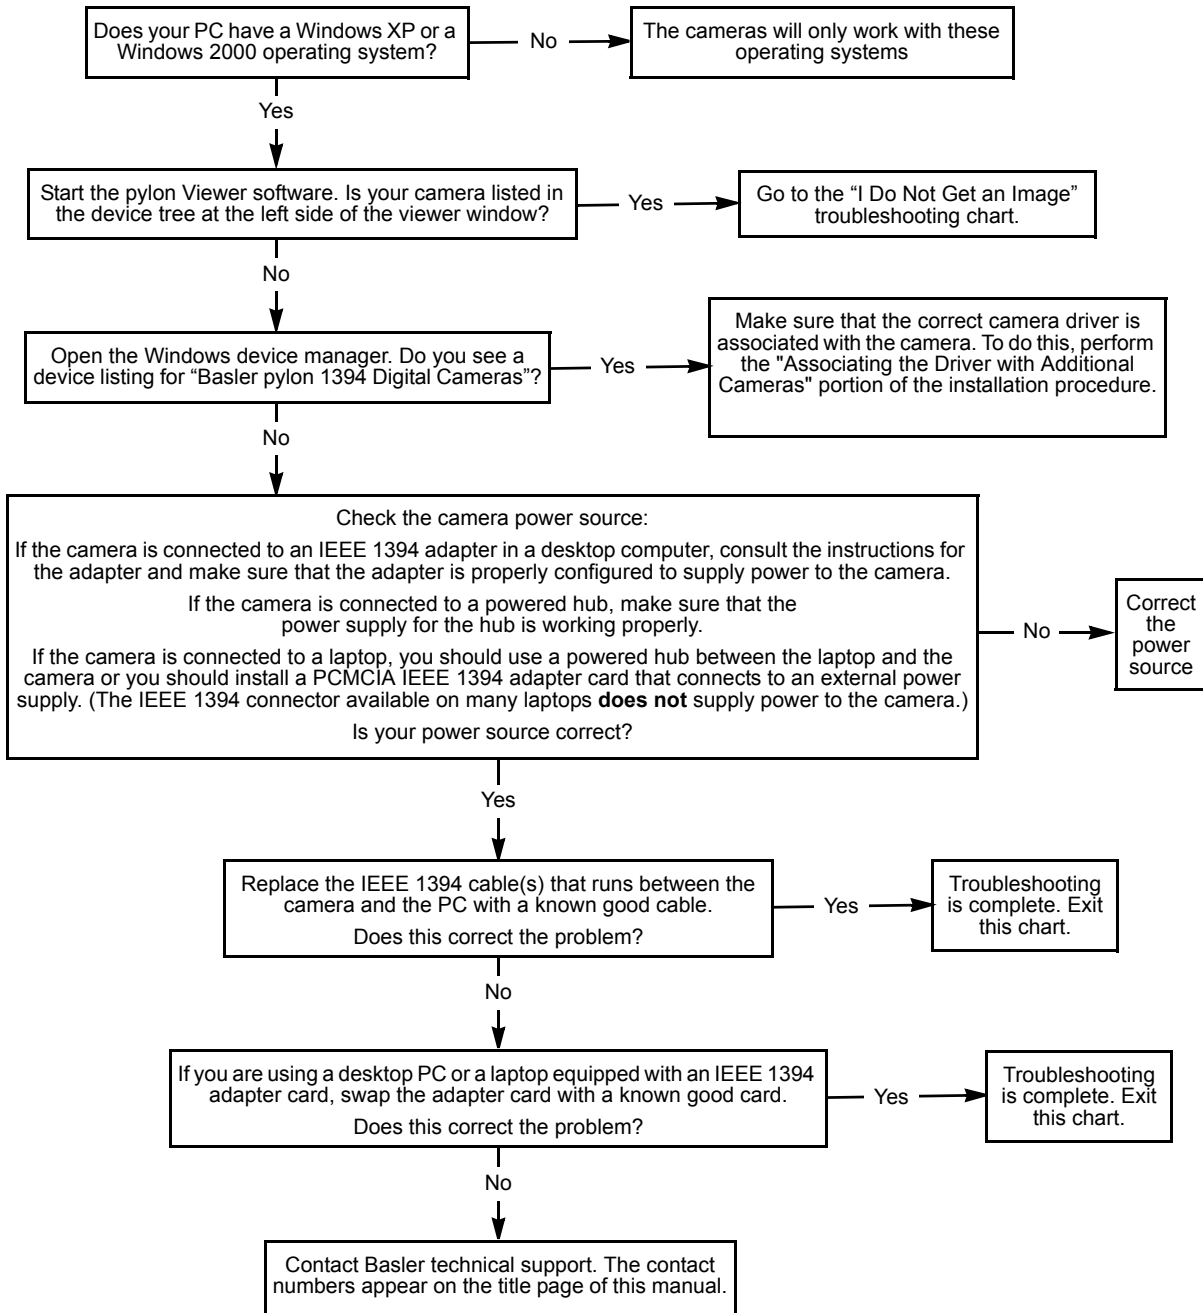 Does your PC have a Windows XP or a
Windows 2000 operating system?
No
The cameras will only work with these
operating systems
Yes
Start the pylon Viewer software. Is your camera listed in
the device tree at the left side of the viewer window?
Yes
Go to the “I Do Not Get an Image”
troubleshooting chart.
No
Open the Windows device manager. Do you see a
device listing for “Basler pylon 1394 Digital Cameras”?
Yes
Make sure that the correct camera driver is
associated with the camera. To do this, perform
the "Associating the Driver with Additional
Cameras" portion of the installation procedure.
No
Check the camera power source:
If the camera is connected to an IEEE 1394 adapter in a desktop computer, consult the instructions for
the adapter and make sure that the adapter is properly configured to supply power to the camera.
If the camera is connected to a powered hub, make sure that the
power supply for the hub is working properly.
If the camera is connected to a laptop, you should use a powered hub between the laptop and the
camera or you should install a PCMCIA IEEE 1394 adapter card that connects to an external power
supply. (The IEEE 1394 connector available on many laptops does not supply power to the camera.)
Is your power source correct?
No
Correct
the
power
source
Yes
Replace the IEEE 1394 cable(s) that runs between the
camera and the PC with a known good cable.
Does this correct the problem?
Yes
Troubleshooting
is complete. Exit
this chart.
No
If you are using a desktop PC or a laptop equipped with an IEEE 1394
adapter card, swap the adapter card with a known good card.
Does this correct the problem?
Yes
Troubleshooting
is complete. Exit
this chart.
No
Contact Basler technical support. The contact
numbers appear on the title page of this manual.